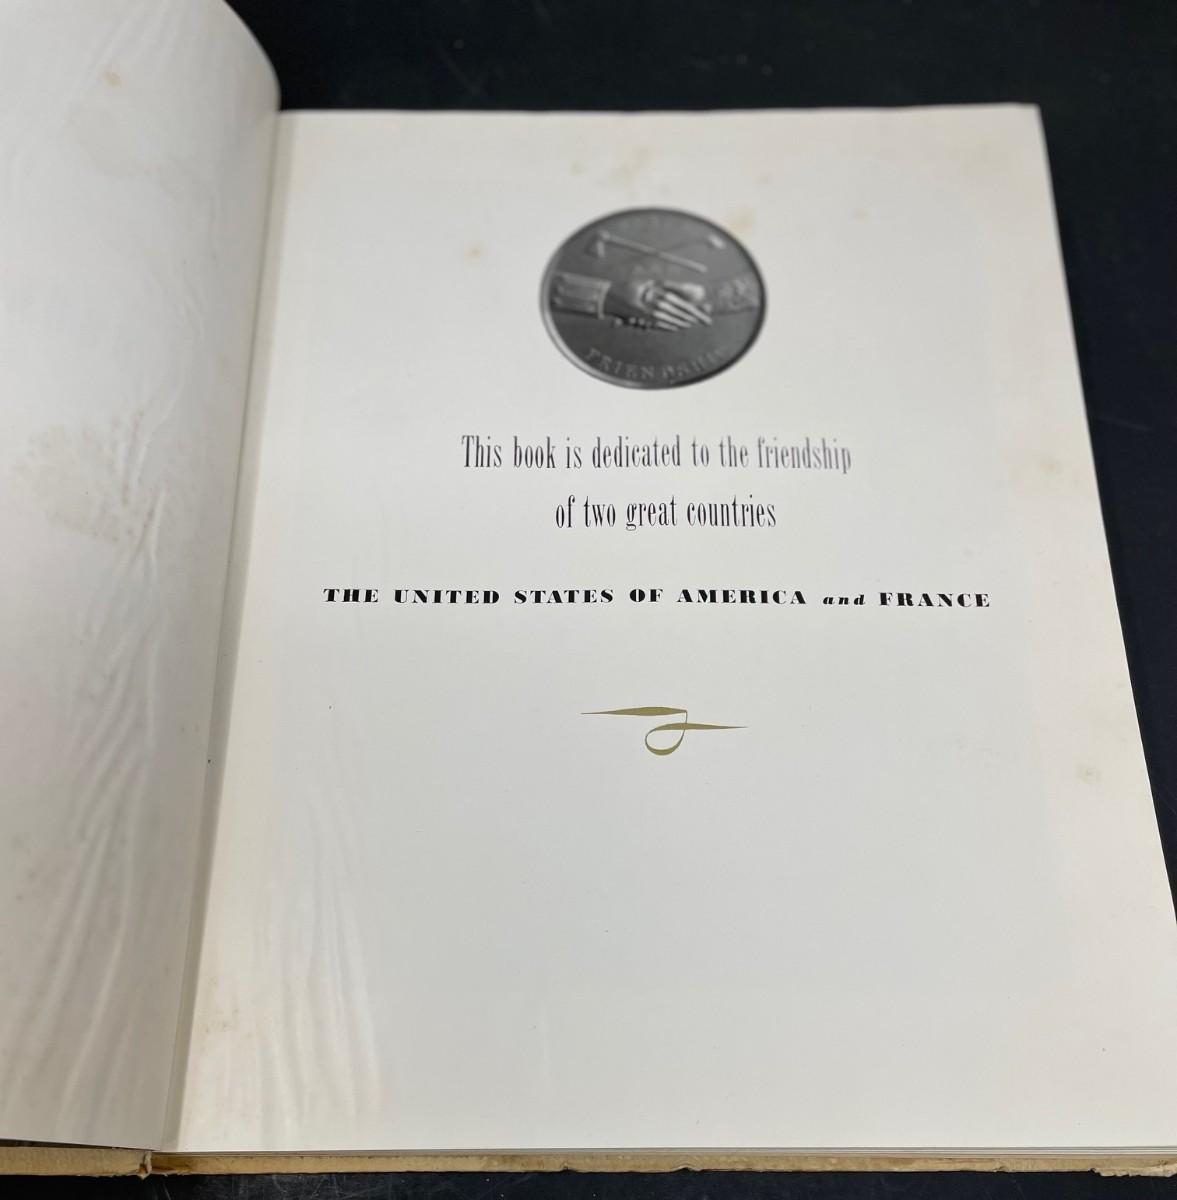 FRIENDSHIP
This book is dedicated to the friendship
of two great countries
THE UNITED STATES OF AMERICA and FRANCE